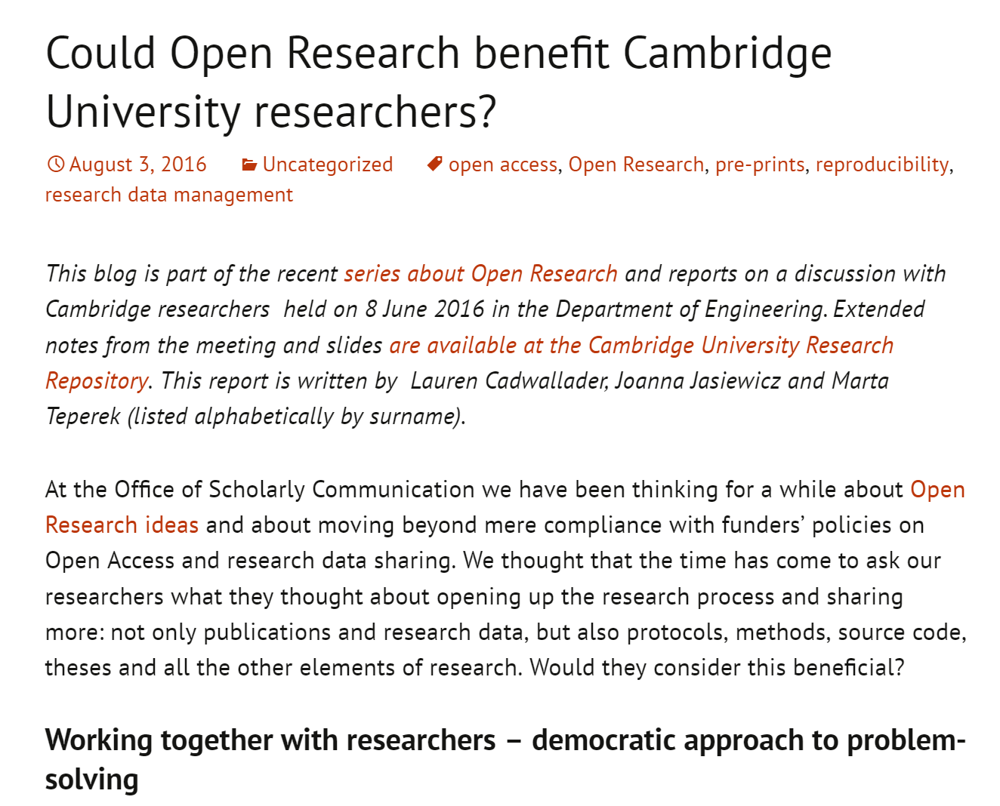 Could Open Research benefit Cambridge
University researchers?
August 3, 2016 Uncategorized open access, Open Research, pre-prints, reproducibility,
research data management
This blog is part of the recent series about Open Research and reports on a discussion with
Cambridge researchers  held on 8 June 2016 in the Department of Engineering. Extended
notes from the meeting and slides are available at the Cambridge University Research
Repository. This report is written by  Lauren Cadwallader, Joanna Jasiewicz and Marta
Teperek (listed alphabetically by surname).
At the Office of Scholarly Communication we have been thinking for a while about Open
Research ideas and about moving beyond mere compliance with funders’ policies on
Open Access and research data sharing. We thought that the time has come to ask our
researchers what they thought about opening up the research process and sharing
more: not only publications and research data, but also protocols, methods, source code,
theses and all the other elements of research. Would they consider this beneficial?
Working together with researchers – democratic approach to problem-
solving